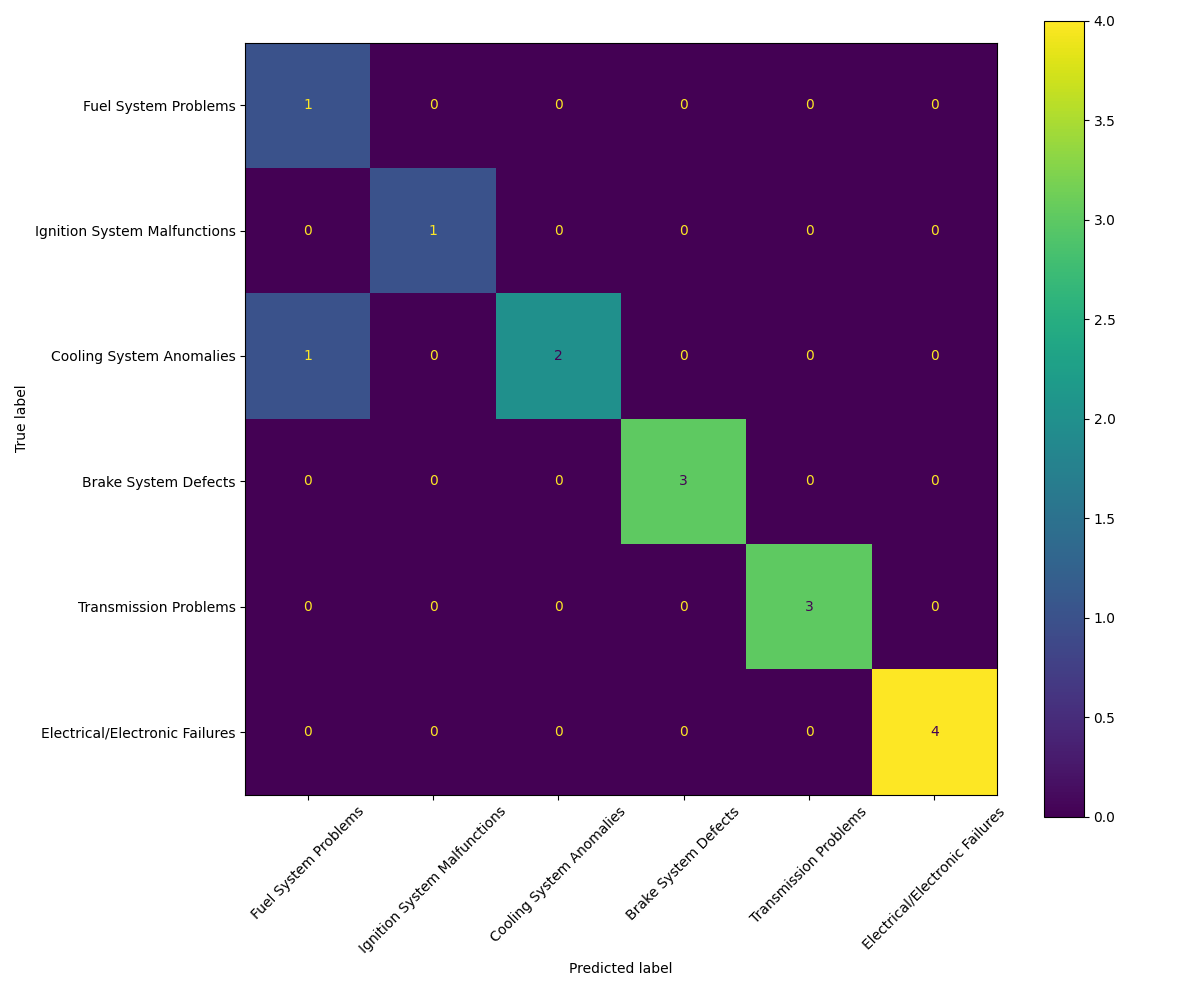 Fuel System Problems 1 0 0 0 0 0
Ignition System Malfunctions 0 1 0 0 0 0
Cooling System Anomalies 1 0 2 0 0 0
Brake System Defects 0 0 0 3 0 0
Transmission Problems 0 0 0 0 3 0
Electrical/Electronic Failures 0 0 0 0 0 4
True label
Fuel System Problems
Ignition System Malfunctions
Cooling System Anomalies
Brake System Defects
Transmission Problems
Electrical/Electronic Failures
Predicted label
4.0
3.5
3.0
2.5
2.0
1.5
1.0
0.5
0.0